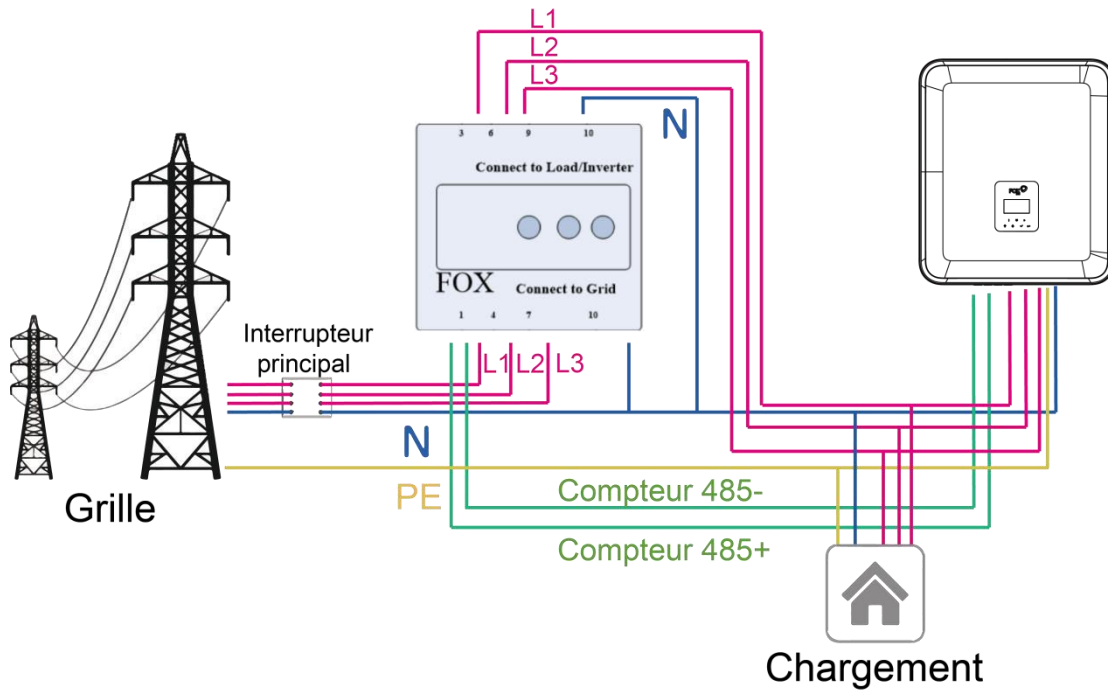 L1
L2
L3
N
3 6 9 10
Connect to Load/Inverter
FOX
Connect to Grid
1 4 7 10
Interrupteur
principal
L1 L2 L3
N
PE
Grille
Compteur 485-
Compteur 485+
Chargement